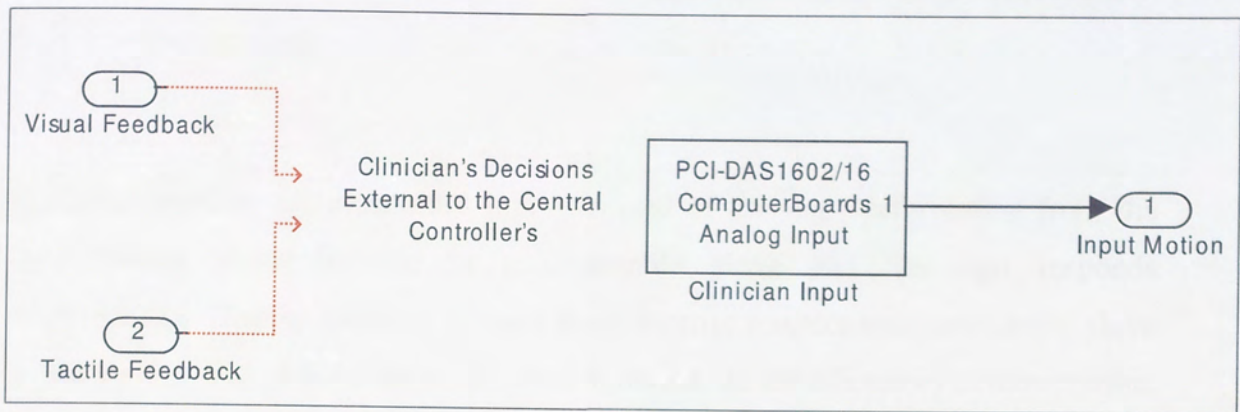 1
Visual Feedback
Clinician's Decisions
External to the Central
Controller's
2
Tactile Feedback
PCI-DAS1602/16
ComputerBoards 1
Analog Input
Clinician Input
1
Input Motion